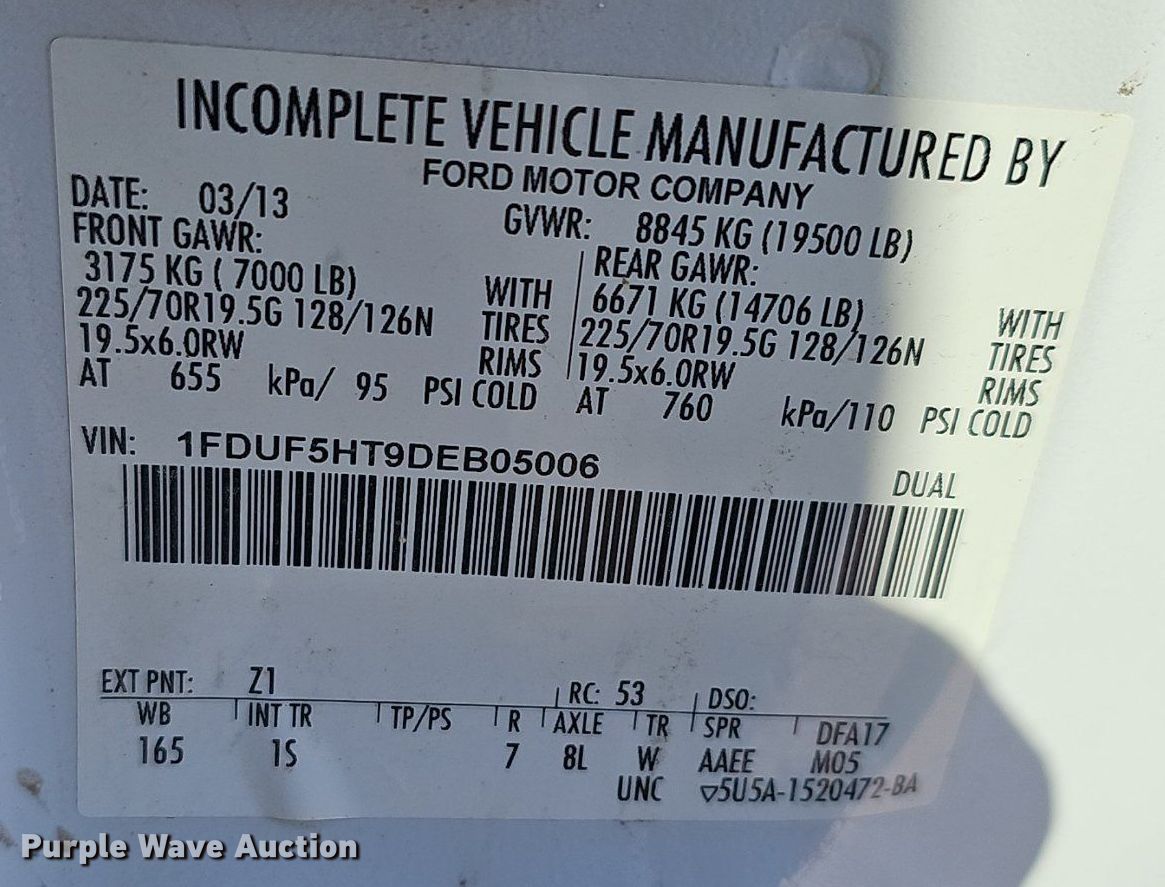 INCOMPLETE VEHICLE MANUFACTURED BY
FORD MOTOR COMPANY
DATE: 03/13 GVWR: 8845 KG (19500 LB)
FRONT GAWR: REAR GAWR:
3175 KG ( 7000 LB) WITH 6671 KG (14706 LB) WITH
225/70R19.5G 128/126N TIRES 225/70R19.5G 128/126N TIRES
19.5x6.0RW RIMS 19.5x6.0RW RIMS
AT 655 kPa/ 95 PSI COLD AT 760 kPa/110 PSI COLD
VIN: 1FDUF5HT9DEB05006
DUAL
EXT PNT: Z1 RC: 53 DSO:
WB INT TR TP/PS R AXLE TR SPR DFA17
165 1S 7 8L W AAEE M05
UNC ▽5U5A-1520472-BA
Purple Wave Auction